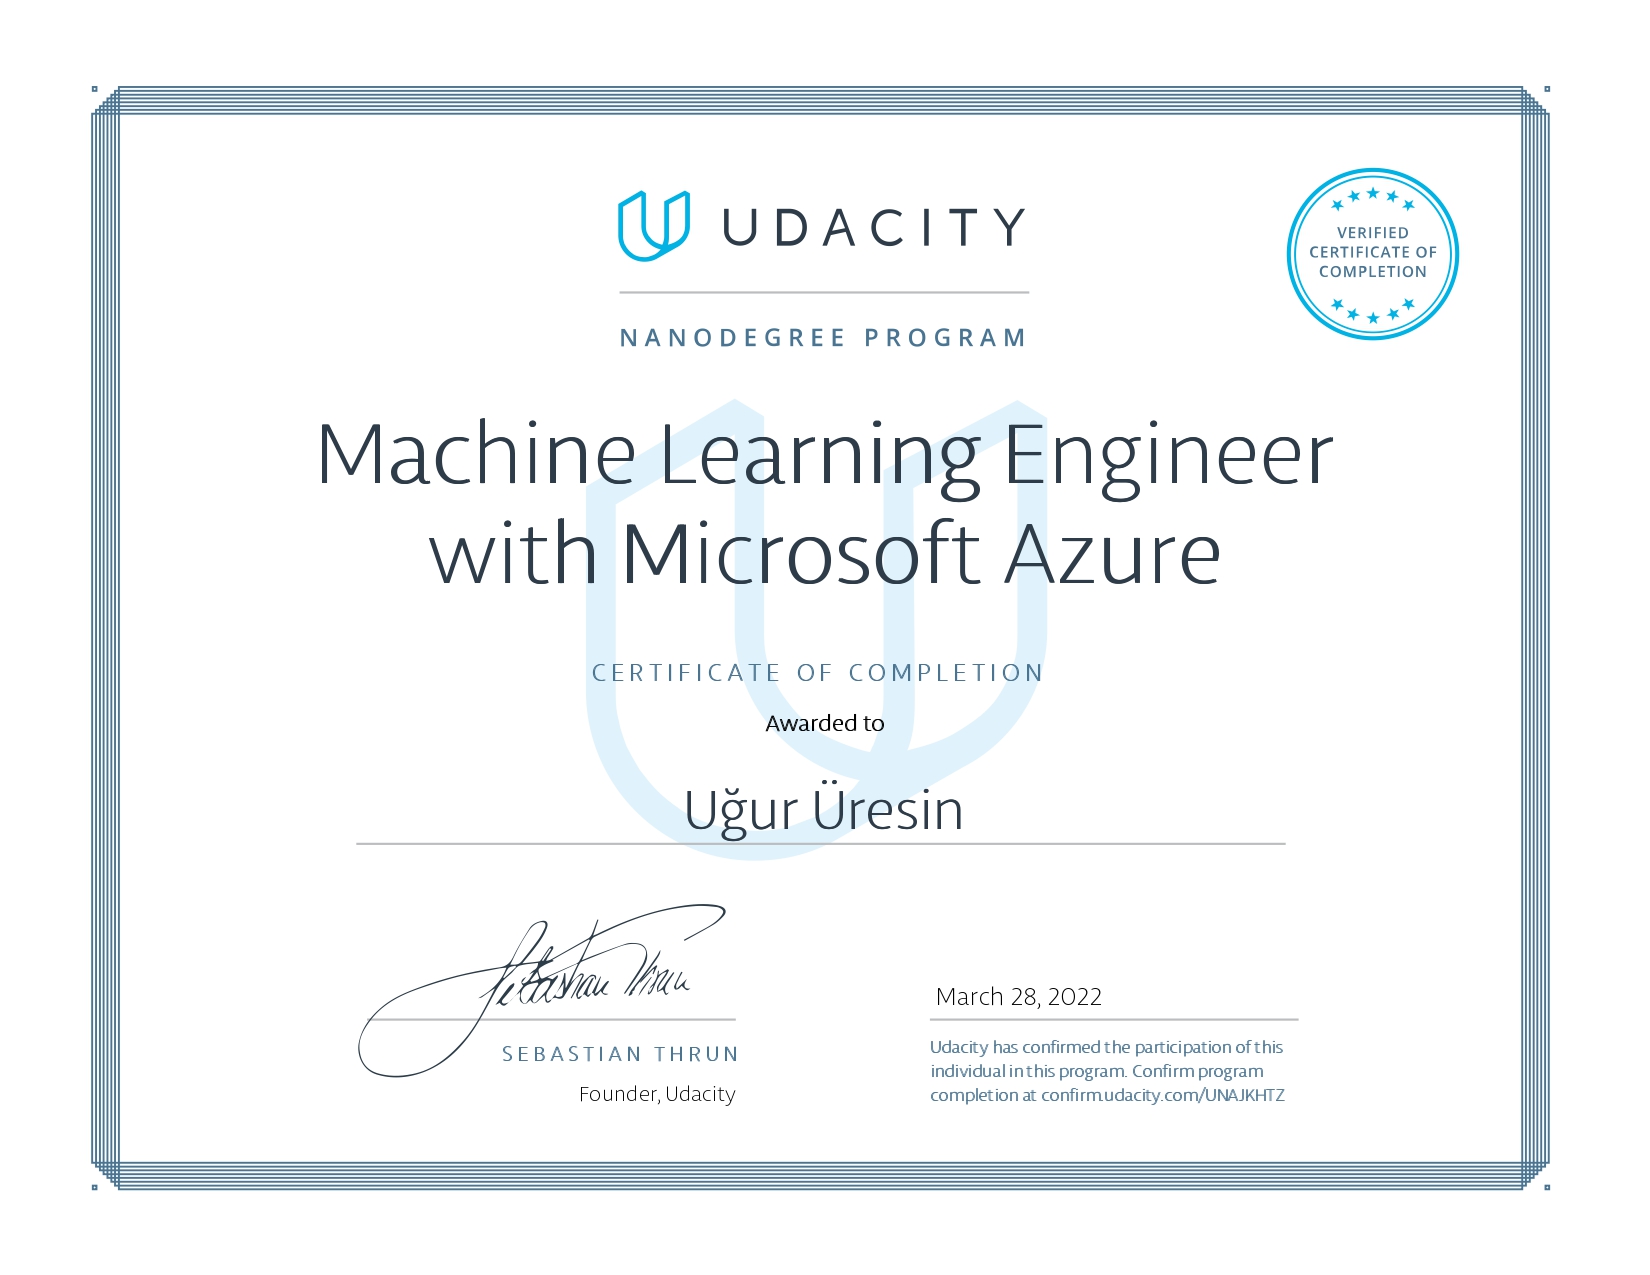 UDACITY
VERIFIED
CERTIFICATE OF
COMPLETION
NANODEGREE PROGRAM
Machine Learning Engineer
with Microsoft Azure
CERTIFICATE OF COMPLETION
Awarded to
Uğur Üresin
Sebastian Thrun
SEBASTIAN THRUN
Founder, Udacity
March 28, 2022
Udacity has confirmed the participation of this
individual in this program. Confirm program
completion at confirm.udacity.com/UNAJKHTZ